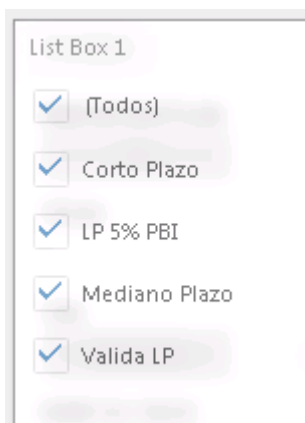 List Box 1
(Todos)
Corto Plazo
LP 5% PBI
Mediano Plazo
Valida LP